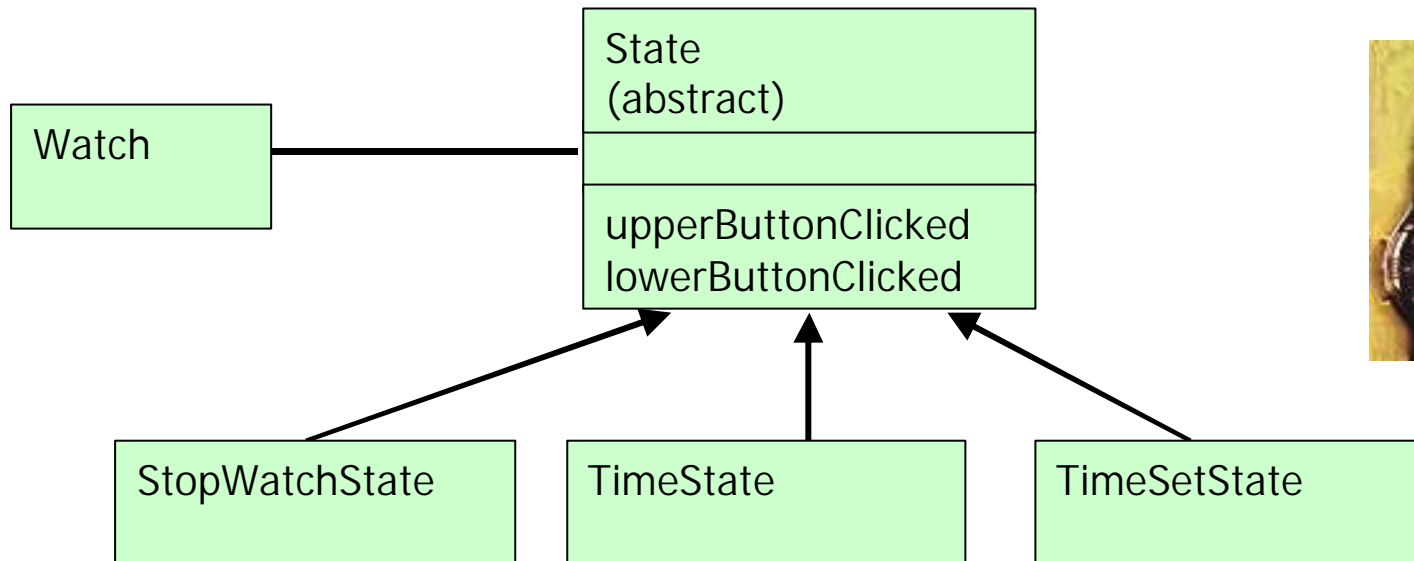 State
(abstract)
Watch
upperButtonClicked
lowerButtonClicked
StopWatchState
TimeState
TimeSetState